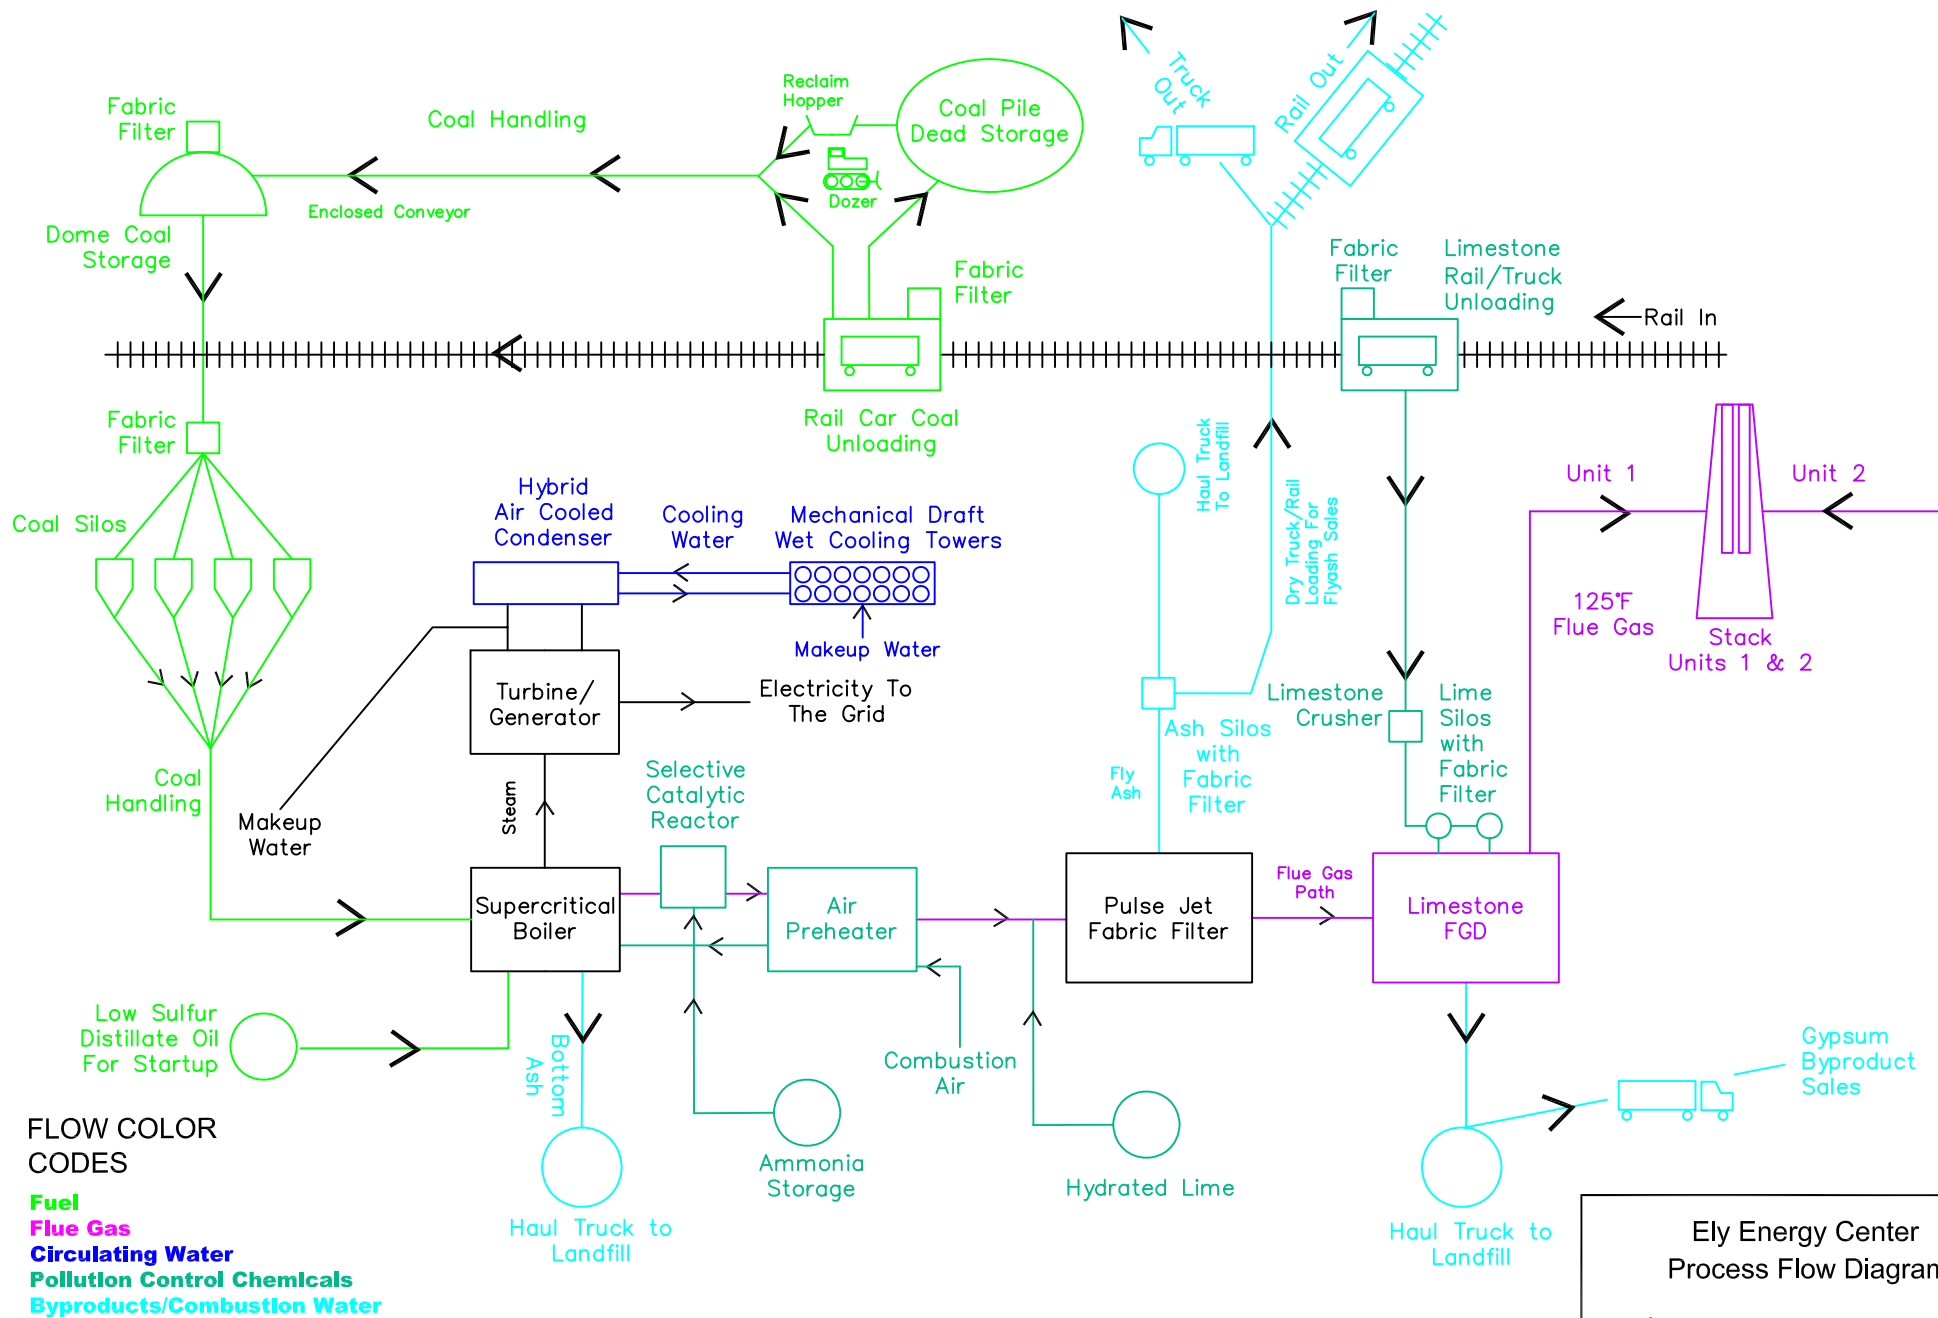 Fabric
Filter
Coal Handling
Reclaim
Hopper
Coal Pile
Dead Storage
Dozer
Truck
Out
Rail Out
Enclosed Conveyor
Dome Coal
Storage
Fabric
Filter
Fabric
Filter
Limestone
Rail/Truck
Unloading
Rail In
Fabric
Filter
Rail Car Coal
Unloading
Haul Truck
To Landfill
Unit 1
Unit 2
Coal Silos
Hybrid
Air Cooled
Condenser
Cooling
Water
Mechanical Draft
Wet Cooling Towers
Dry Truck/Rail
Loading For
Flyash Sales
125°F
Flue Gas
Stack
Units 1 & 2
Makeup Water
Turbine/
Generator
Electricity To
The Grid
Limestone
Crusher
Lime
Silos
with
Fabric
Filter
Ash Silos
with
Fabric
Filter
Fly
Ash
Coal
Handling
Makeup
Water
Steam
Selective
Catalytic
Reactor
Supercritical
Boiler
Air
Preheater
Pulse Jet
Fabric Filter
Flue Gas
Path
Limestone
FGD
Low Sulfur
Distillate Oil
For Startup
Botttom
Ash
Combustion
Air
Gypsum
Byproduct
Sales
Ammonia
Storage
Hydrated Lime
Haul Truck to
Landfill
Haul Truck to
Landfill
FLOW COLOR
CODES
Fuel
Flue Gas
Circulating Water
Pollution Control Chemicals
Byproducts/Combustion Water
Ely Energy Center
Process Flow Diagram